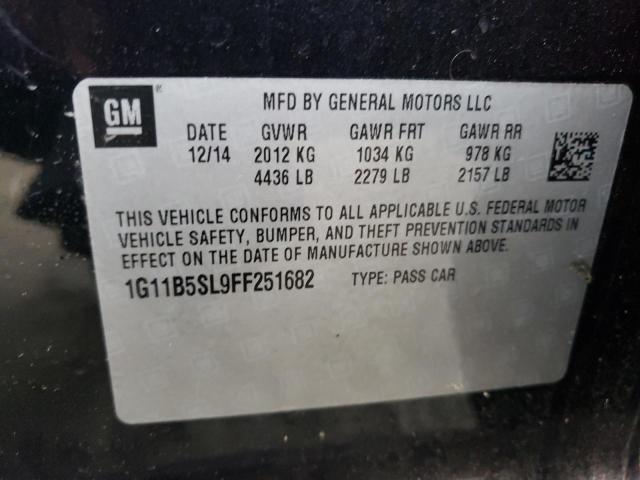 GM®
MFD BY GENERAL MOTORS LLC
DATE GVWR GAWR FRT GAWR RR
12/14 2012 KG 1034 KG 978 KG
4436 LB 2279 LB 2157 LB
THIS VEHICLE CONFORMS TO ALL APPLICABLE U.S. FEDERAL MOTOR
VEHICLE SAFETY, BUMPER, AND THEFT PREVENTION STANDARDS IN
EFFECT ON THE DATE OF MANUFACTURE SHOWN ABOVE.
1G11B5SL9FF251682 TYPE: PASS CAR